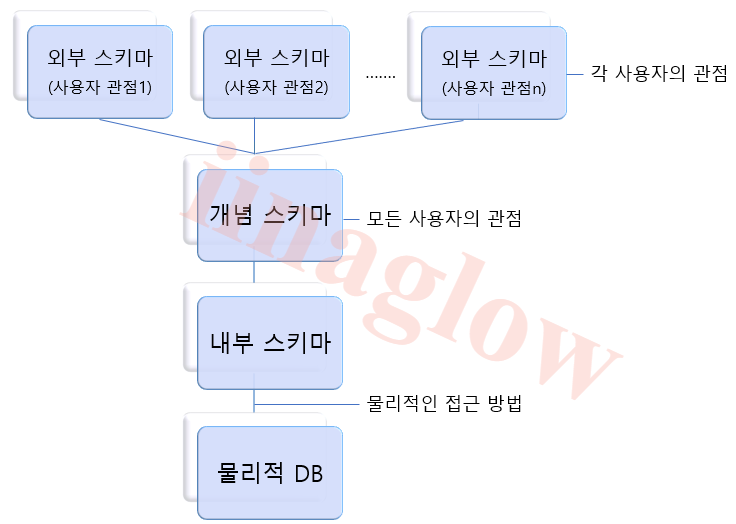 외부 스키마
(사용자 관점1)
외부 스키마
(사용자 관점2)
.......
외부 스키마
(사용자 관점n)
각 사용자의 관점
개념 스키마
모든 사용자의 관점
내부 스키마
물리적인 접근 방법
물리적 DB
iinaglow